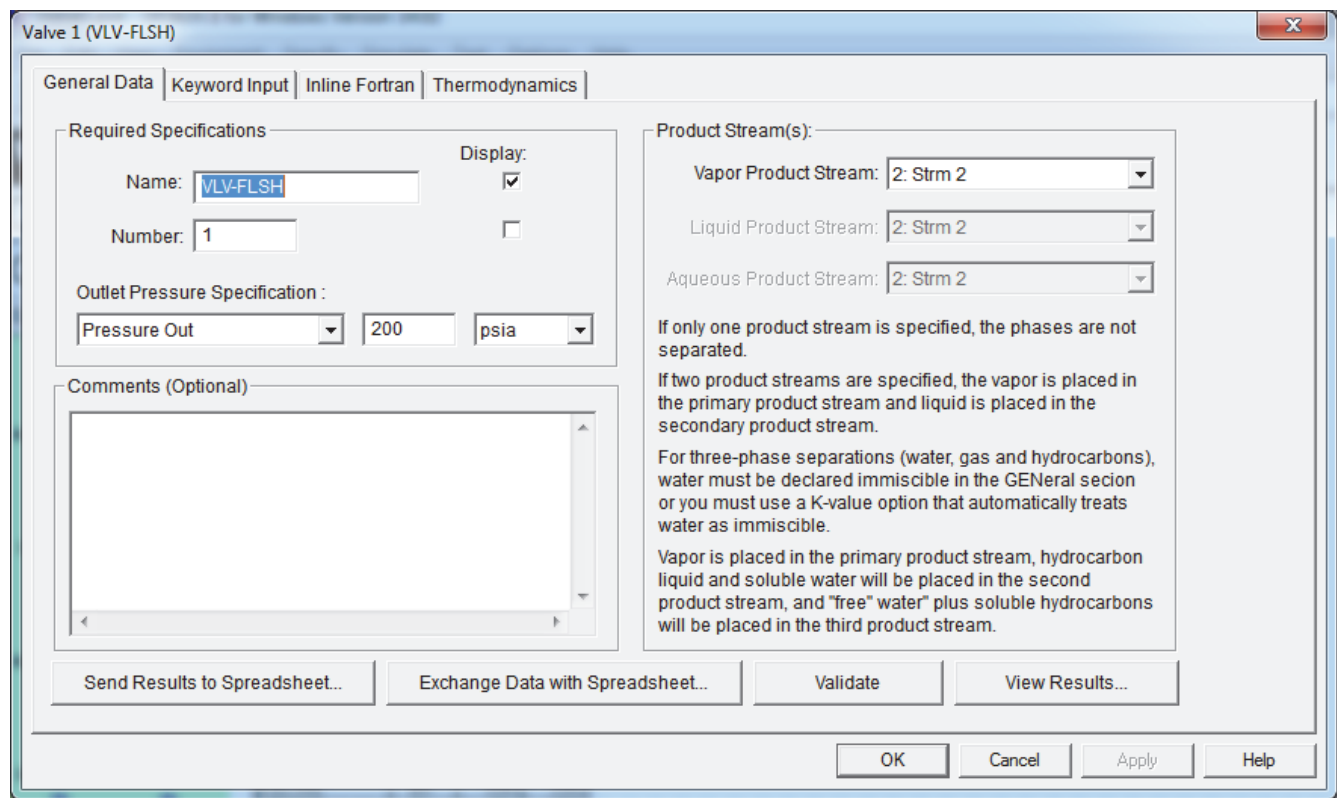 Valve 1 (VLV-FLSH)
X
General Data
Keyword Input
Inline Fortran
Thermodynamics
Required Specifications
Display:
Name:
VLV-FLSH
Number:
1
Outlet Pressure Specification :
Pressure Out
200
psia
Comments (Optional)
Product Stream(s):
Vapor Product Stream:
2: Strm 2
Liquid Product Stream:
2: Strm 2
Aqueous Product Stream:
2: Strm 2
If only one product stream is specified, the phases are not
separated.
If two product streams are specified, the vapor is placed in
the primary product stream and liquid is placed in the
secondary product stream.
For three-phase separations (water, gas and hydrocarbons),
water must be declared immiscible in the GENeral secion
or you must use a K-value option that automatically treats
water as immiscible.
Vapor is placed in the primary product stream, hydrocarbon
liquid and soluble water will be placed in the second
product stream, and "free" water" plus soluble hydrocarbons
will be placed in the third product stream.
Send Results to Spreadsheet...
Exchange Data with Spreadsheet...
Validate
View Results...
OK
Cancel
Apply
Help